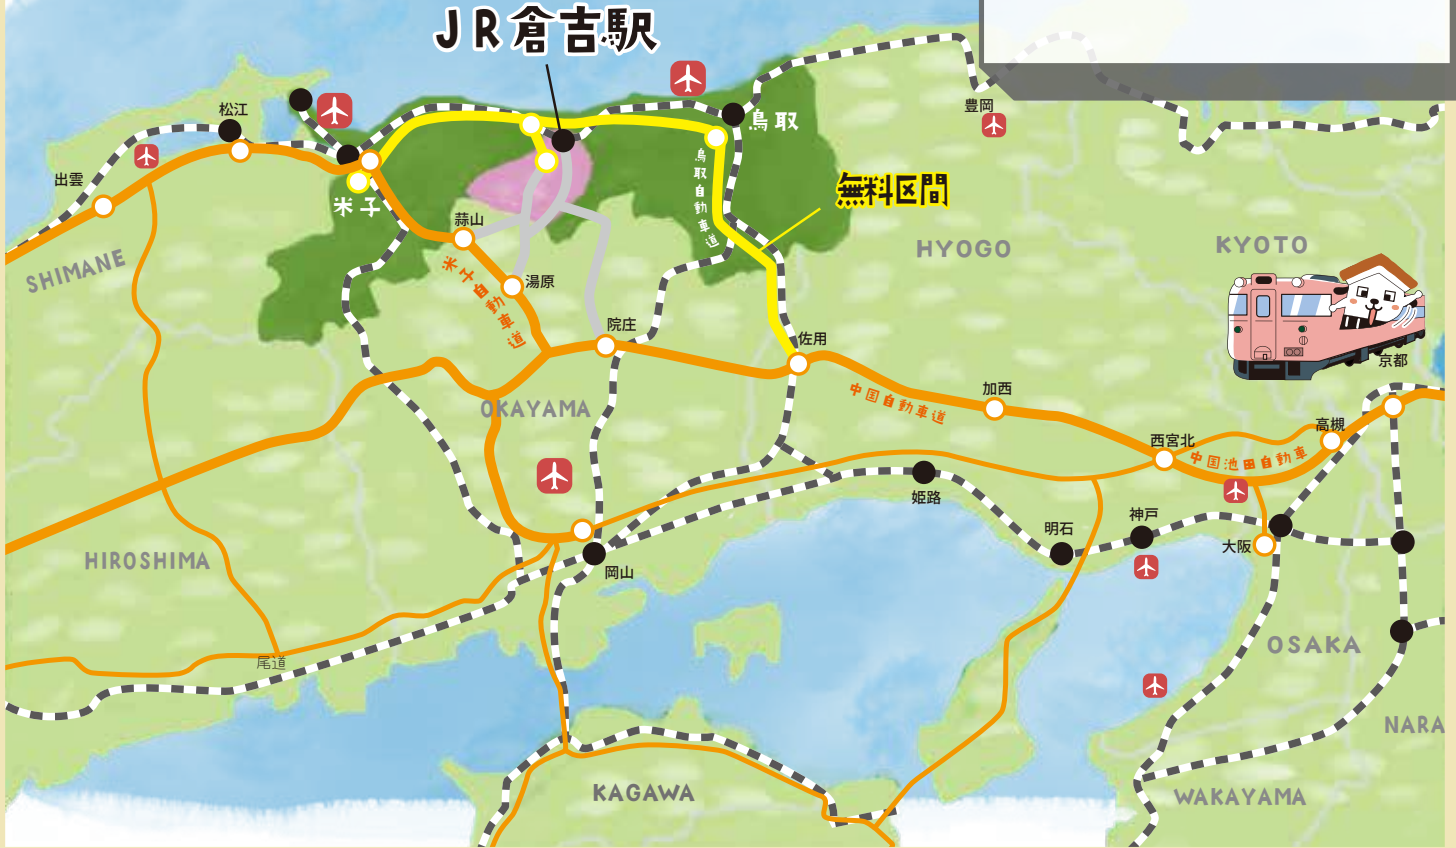 JR倉吉駅
豊岡
松江
鳥取
出雲
米子
鳥取自動車道
無料区間
蒜山
HYOGO
KYOTO
SHIMANE
米子自動車道
湯原
院庄
佐用
京都
OKAYAMA
中国自動車道
加西
高槻
西宮北
中国池田自動車
姫路
神戸
明石
大阪
HIROSHIMA
岡山
OSAKA
尾道
NARA
KAGAWA
WAKAYAMA